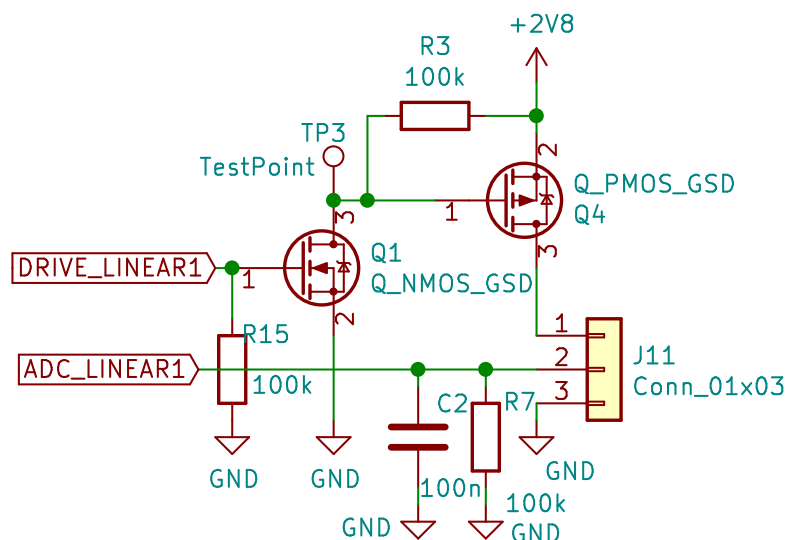 +2V8
R3
100k
TP3
TestPoint
2
Q_PMOS_GSD
Q4
1
3
3
DRIVE_LINEAR1
1
Q1
Q_NMOS_GSD
2
R15
100k
ADC_LINEAR1
1
2
3
J11
Conn_01x03
C2
100n
R7
100k
GND
GND
GND
GND
GND